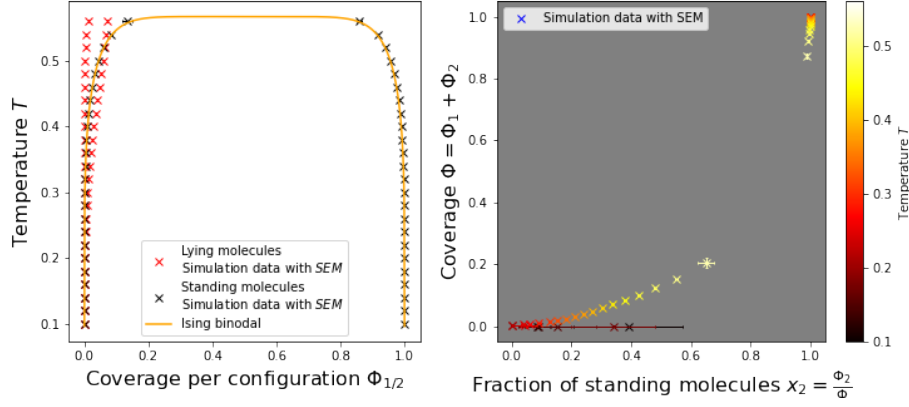 0.5
0.4
0.3
0.2
0.1
Temperature T
0.0 0.2 0.4 0.6 0.8 1.0
Coverage per configuration Φ1/2
Lying molecules
Simulation data with SEM
Standing molecules
Simulation data with SEM
Ising binodal
1.0
0.8
0.6
0.4
0.2
0.0
Coverage Φ = Φ1 + Φ2
Simulation data with SEM
0.0 0.2 0.4 0.6 0.8 1.0
Fraction of standing molecules x2 = Φ2/Φ
0.5
0.4
0.3
0.2
0.1
Temperature T